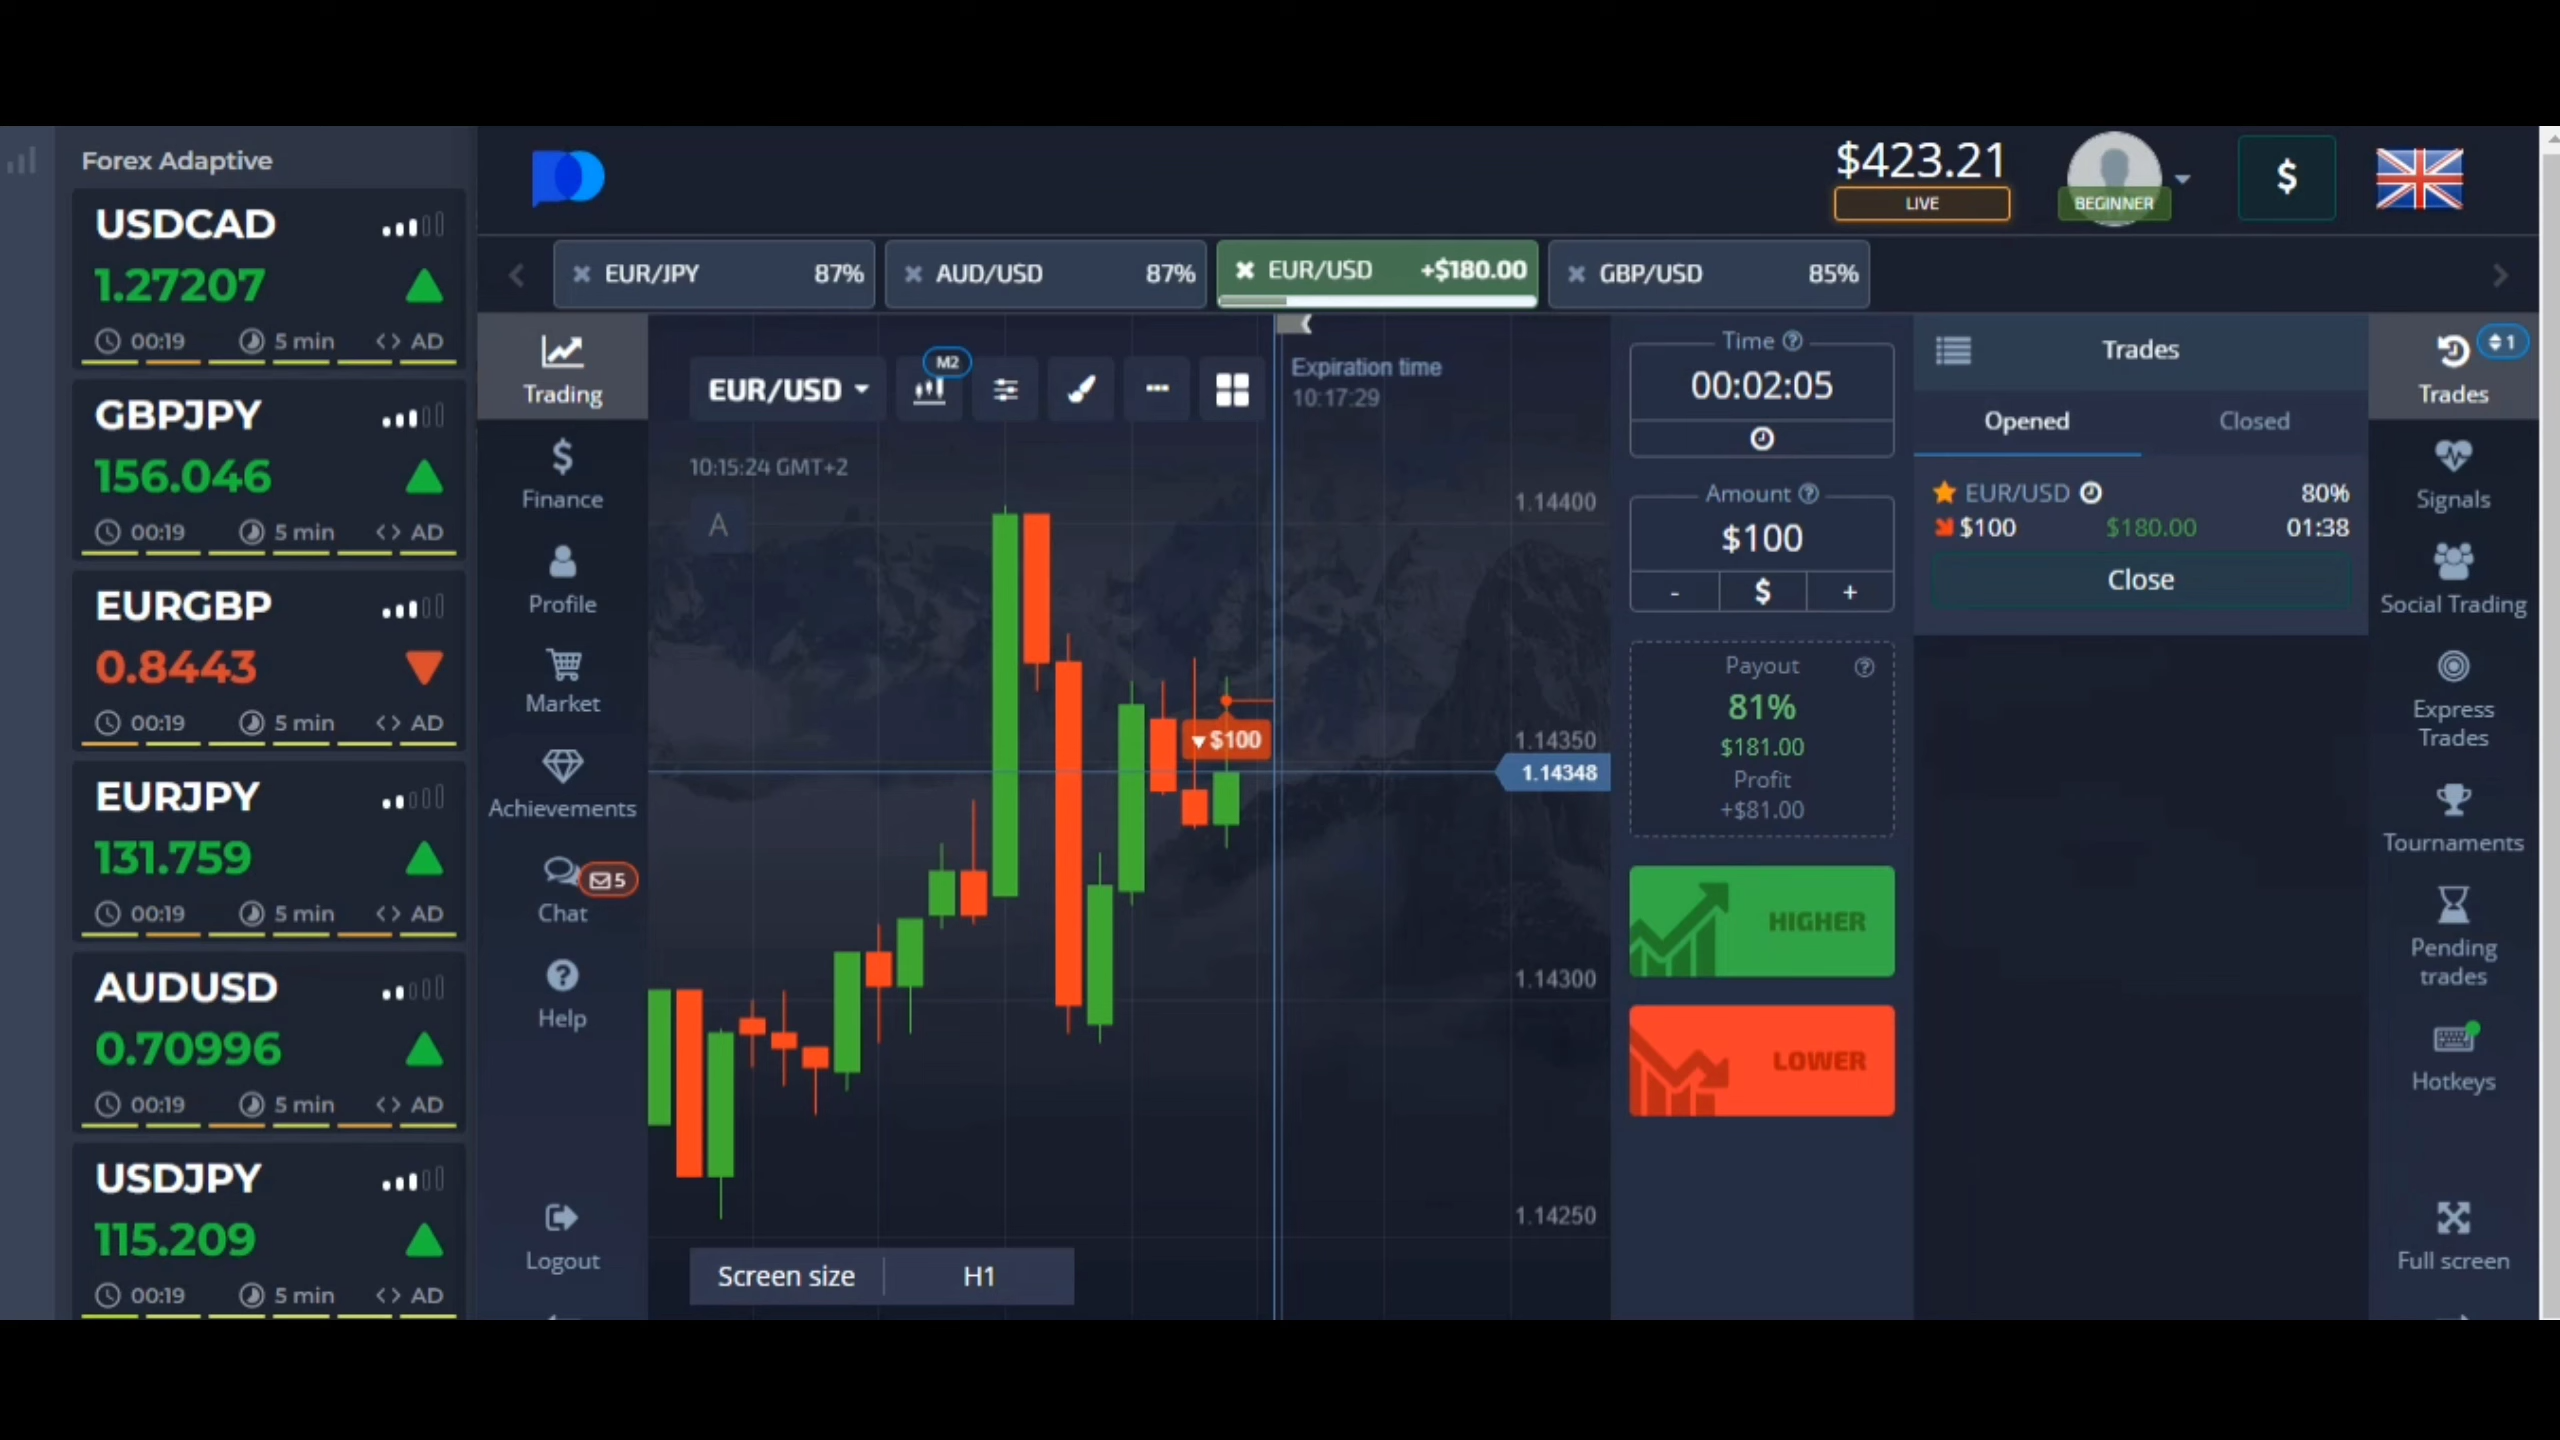 Forex Adaptive
USDCAD
1.27207
00:19 5 min <> AD
GBPJPY
156.046
00:19 5 min <> AD
EURGBP
0.8443
00:19 5 min <> AD
EURJPY
131.759
00:19 5 min <> AD
AUDUSD
0.70996
00:19 5 min <> AD
USDJPY
115.209
00:19 5 min <> AD
$423.21
LIVE
BEGINNER
$
EUR/JPY 87%
AUD/USD 87%
EUR/USD +$180.00
GBP/USD 85%
Trading
Finance
Profile
Market
Achievements
5
Chat
Help
Logout
EUR/USD
M2
10:15:24 GMT+2
A
Expiration time
10:17:29
1.14400
1.14350
1.14348
1.14300
1.14250
$100
Screen size H1
Time
00:02:05
Amount
$100
- $ +
Payout
81%
$181.00
Profit
+$81.00
HIGHER
LOWER
Trades
Opened Closed
EUR/USD 80%
$100 $180.00 01:38
Close
1
Trades
Signals
Social Trading
Express
Trades
Tournaments
Pending
trades
Hotkeys
Full screen